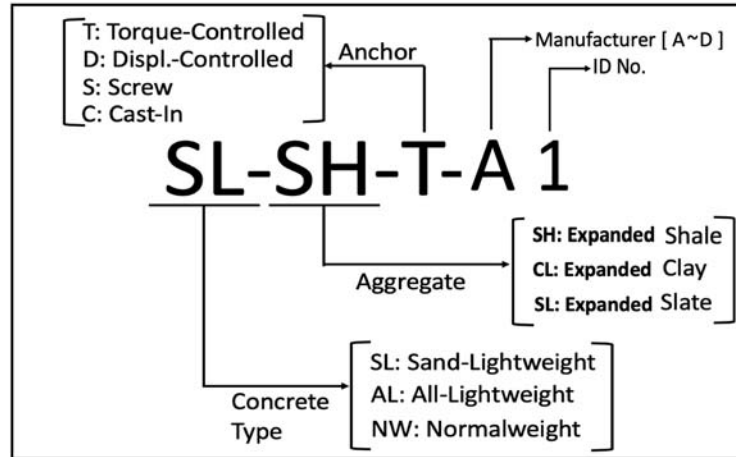 T: Torque-Controlled
D: Displ.-Controlled
S: Screw
C: Cast-In
Anchor
Manufacturer [ A~D ]
ID No.
SL-SH-T-A 1
SH: Expanded Shale
CL: Expanded Clay
SL: Expanded Slate
Aggregate
SL: Sand-Lightweight
AL: All-Lightweight
NW: Normalweight
Concrete
Type